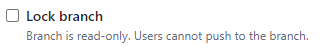 Lock branch
Branch is read-only. Users cannot push to the branch.